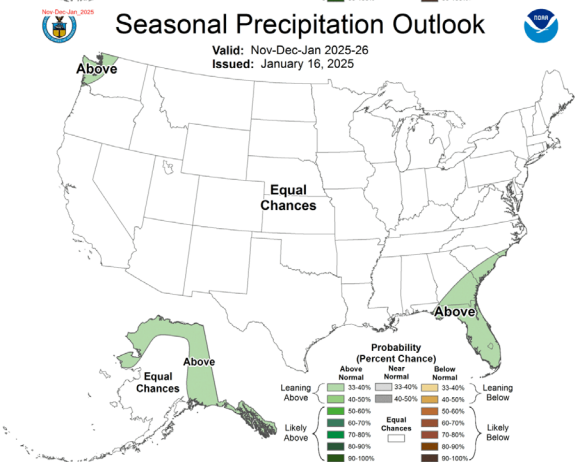 Nov-Dec-Jan_2025
Seasonal Precipitation Outlook
NOAA
Valid: Nov-Dec-Jan 2025-26
Issued: January 16, 2025
Above
Equal
Chances
Above
Above
Equal
Chances
Probability
(Percent Chance)
Above
Normal
Near
Normal
Below
Normal
Leaning
Above
33-40%
33-40%
33-40%
Leaning
Below
40-50%
40-50%
40-50%
Likely
Above
50-60%
60-70%
70-80%
80-90%
90-100%
Equal
Chances
50-60%
60-70%
70-80%
80-90%
90-100%
Likely
Below